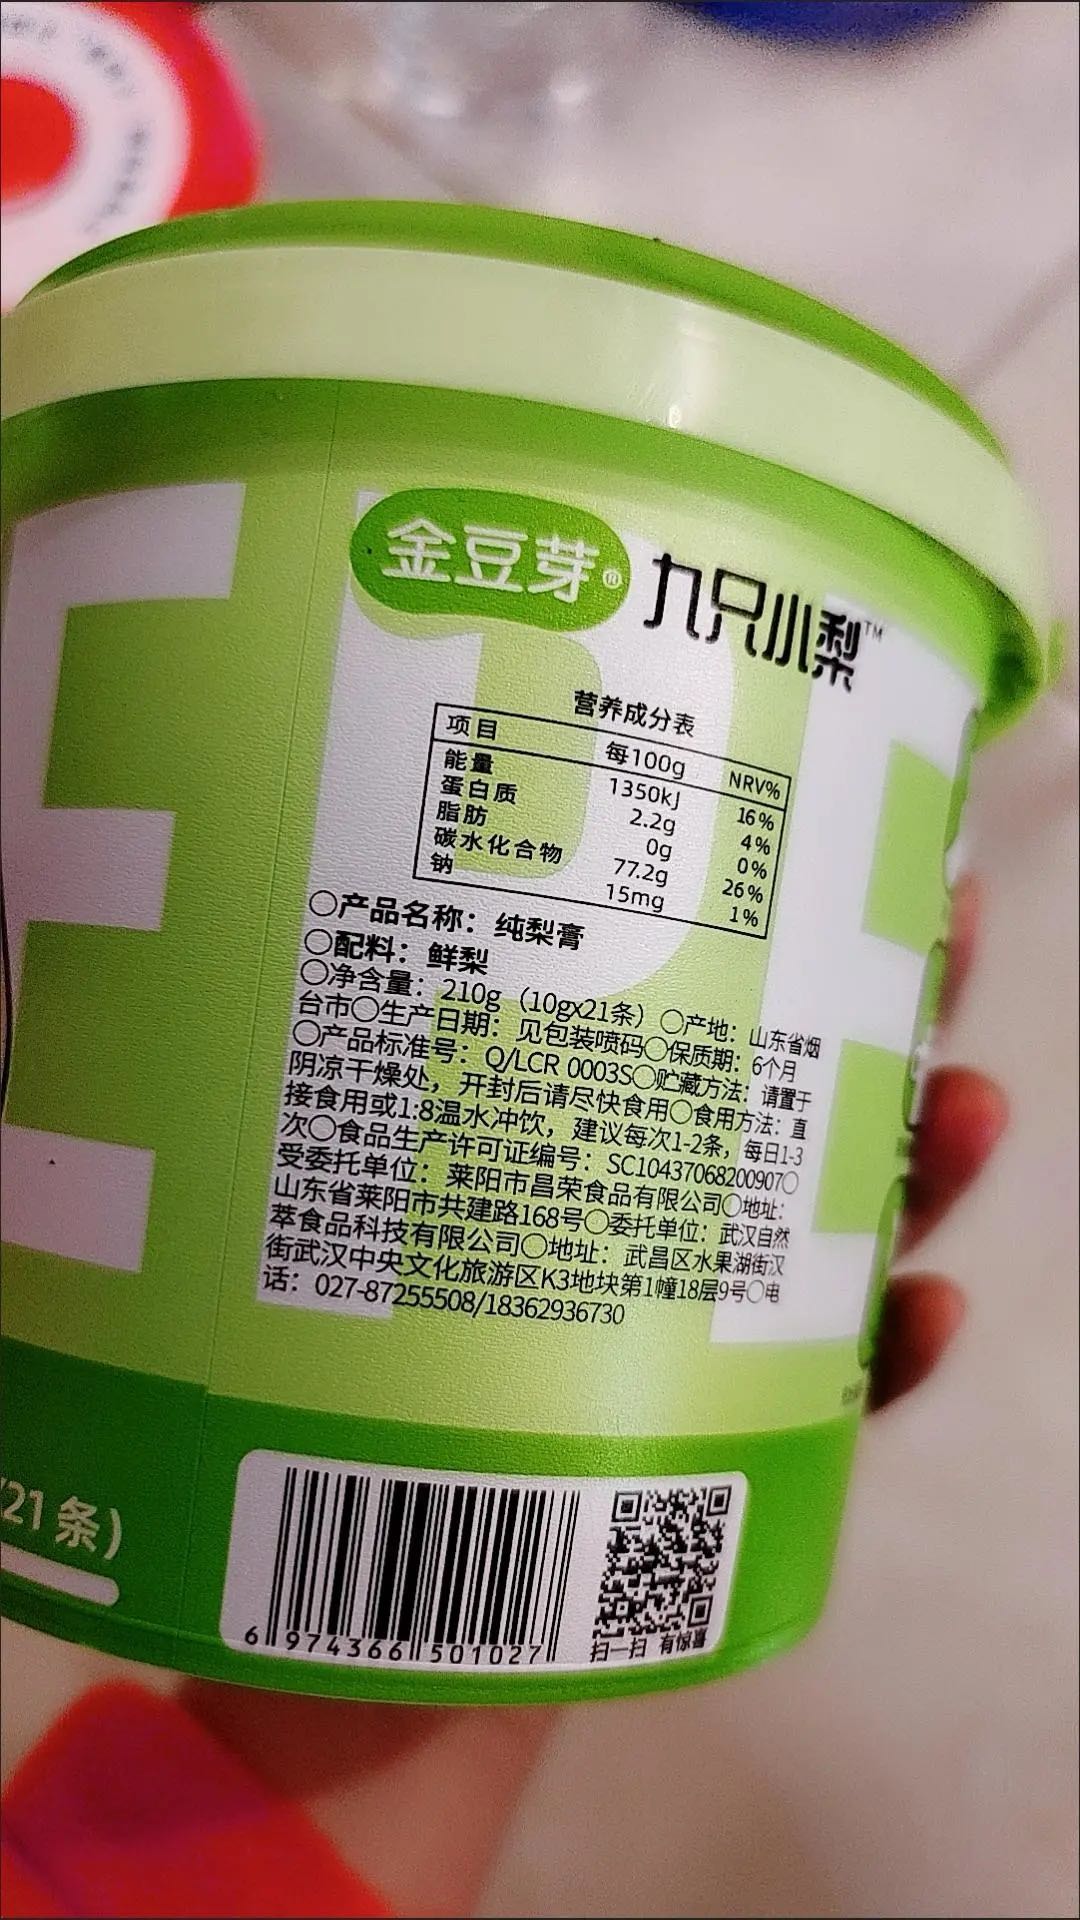 金豆芽® 九只小梨™
营养成分表
项目 每100g NRV%
能量 1350kJ 16%
蛋白质 2.2g 4%
脂肪 0g 0%
碳水化合物 77.2g 26%
钠 15mg 1%
○产品名称：纯梨膏
○配料：鲜梨
○净含量：210g（10gx21条）○产地：山东省烟
台市○生产日期：见包装喷码○保质期：6个月
○产品标准号：Q/LCR 0003S○贮藏方法：请置于
阴凉干燥处，开封后请尽快食用○食用方法：直
接食用或1:8温水冲饮，建议每次1-2条，每日1-3
次○食品生产许可证编号：SC10437068200907○
受委托单位：莱阳市昌荣食品有限公司○地址：
山东省莱阳市共建路168号○委托单位：武汉自然
萃食品科技有限公司○地址：武昌区水果湖街汉
街武汉中央文化旅游区K3地块第1幢18层9号○电
话：027-87255508/18362936730
21条）
6 974366 501027
扫一扫 有惊喜